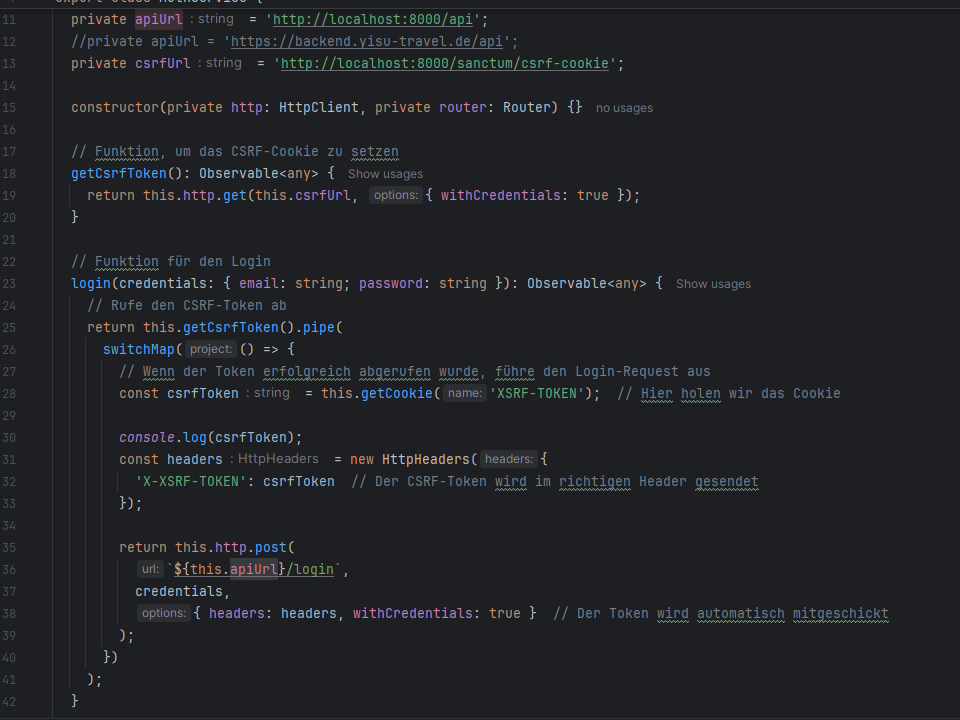 11 private apiUrl : string = 'http://localhost:8000/api';
12 //private apiUrl = 'https://backend.yisu-travel.de/api';
13 private csrfUrl : string = 'http://localhost:8000/sanctum/csrf-cookie';
14
15 constructor(private http: HttpClient, private router: Router) {} no usages
16
17 // Funktion, um das CSRF-Cookie zu setzen
18 getCsrfToken(): Observable<any> { Show usages
19 return this.http.get(this.csrfUrl, options: { withCredentials: true });
20 }
21
22 // Funktion für den Login
23 login(credentials: { email: string; password: string }): Observable<any> { Show usages
24 // Rufe den CSRF-Token ab
25 return this.getCsrfToken().pipe(
26 switchMap( project: () => {
27 // Wenn der Token erfolgreich abgerufen wurde, führe den Login-Request aus
28 const csrfToken : string = this.getCookie( name: 'XSRF-TOKEN'); // Hier holen wir das Cookie
29
30 console.log(csrfToken);
31 const headers : HttpHeaders = new HttpHeaders( headers: {
32 'X-XSRF-TOKEN': csrfToken // Der CSRF-Token wird im richtigen Header gesendet
33 });
34
35 return this.http.post(
36 url: `${this.apiUrl}/login`,
37 credentials,
38 options: { headers: headers, withCredentials: true } // Der Token wird automatisch mitgeschickt
39 );
40 })
41 );
42 }